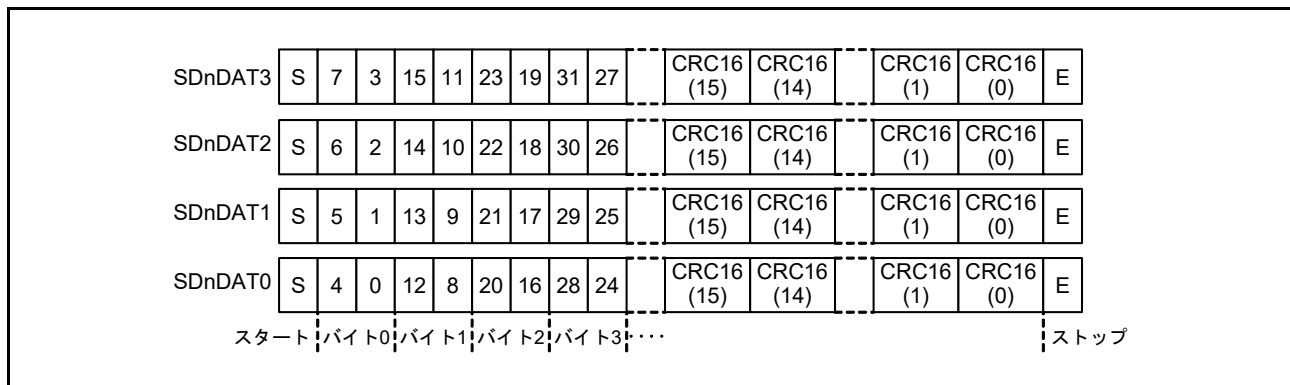 SDnDAT3 S 7 3 15 11 23 19 31 27 CRC16 (15) CRC16 (14) CRC16 (1) CRC16 (0) E
SDnDAT2 S 6 2 14 10 22 18 30 26 CRC16 (15) CRC16 (14) CRC16 (1) CRC16 (0) E
SDnDAT1 S 5 1 13 9 21 17 29 25 CRC16 (15) CRC16 (14) CRC16 (1) CRC16 (0) E
SDnDAT0 S 4 0 12 8 20 16 28 24 CRC16 (15) CRC16 (14) CRC16 (1) CRC16 (0) E
スタート バイト0 バイト1 バイト2 バイト3 ···· ストップ